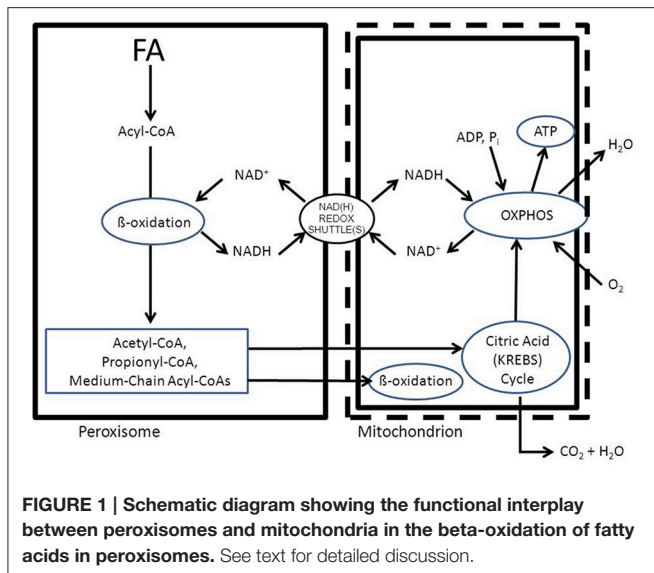 FA
Acyl-CoA
NAD⁺
ß-oxidation
NADH
NAD(H)
REDOX
SHUTTLE(S)
NADH
NAD⁺
ADP, Pᵢ
ATP
H₂O
OXPHOS
O₂
Acetyl-CoA,
Propionyl-CoA,
Medium-Chain Acyl-CoAs
ß-oxidation
Citric Acid
(KREBS)
Cycle
Peroxisome
Mitochondrion
CO₂ + H₂O
FIGURE 1 | Schematic diagram showing the functional interplay
between peroxisomes and mitochondria in the beta-oxidation of fatty
acids in peroxisomes. See text for detailed discussion.